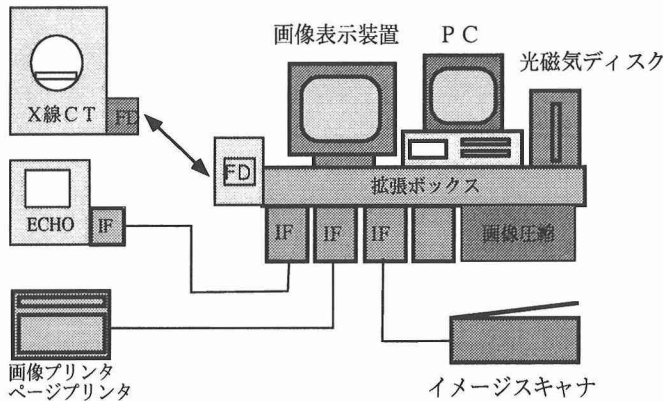 画像表示装置
PC
光磁気ディスク
X線CT
FD
FD
拡張ボックス
ECHO
IF
IF
IF
IF
画像圧縮
画像プリンタ
ページプリンタ
イメージスキャナ